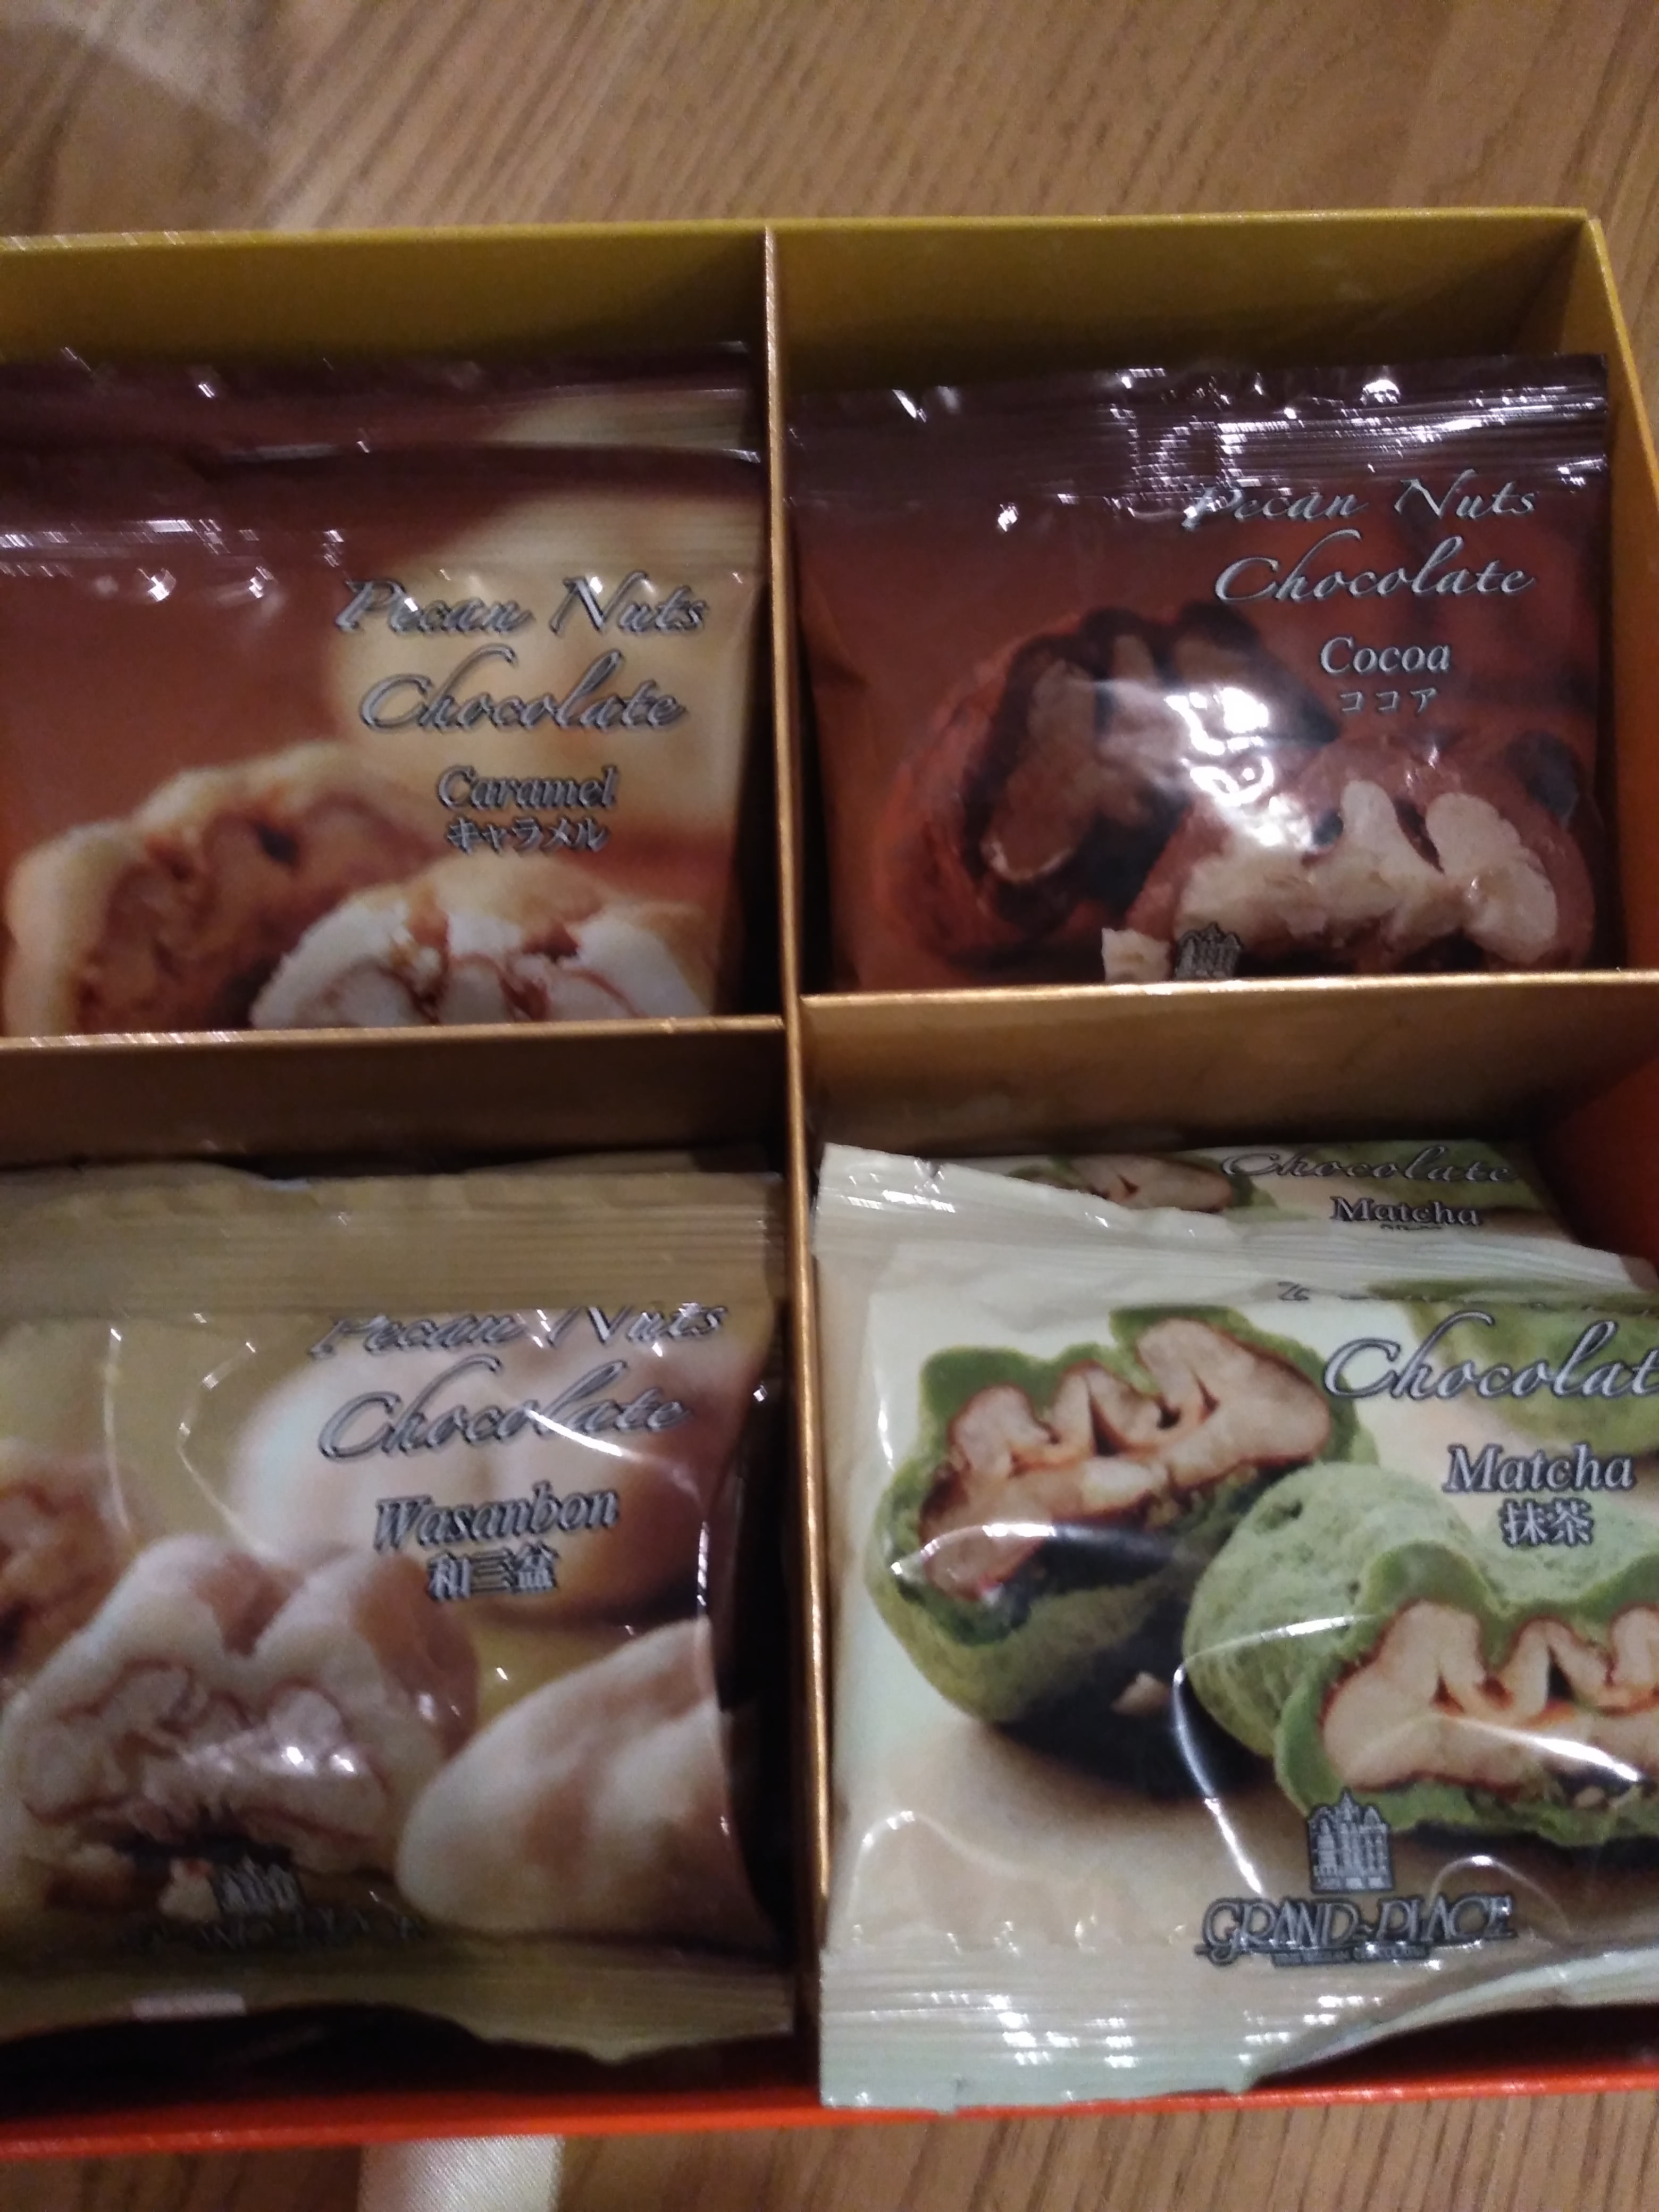 Pecan Nuts
Chocolate
Caramel
キャラメル
Pecan Nuts
Chocolate
Cocoa
ココア
Pecan Nuts
Chocolate
Wasanbon
和三盆
Chocolate
Matcha
Chocolat
Matcha
抹茶
GRAND-PLACE